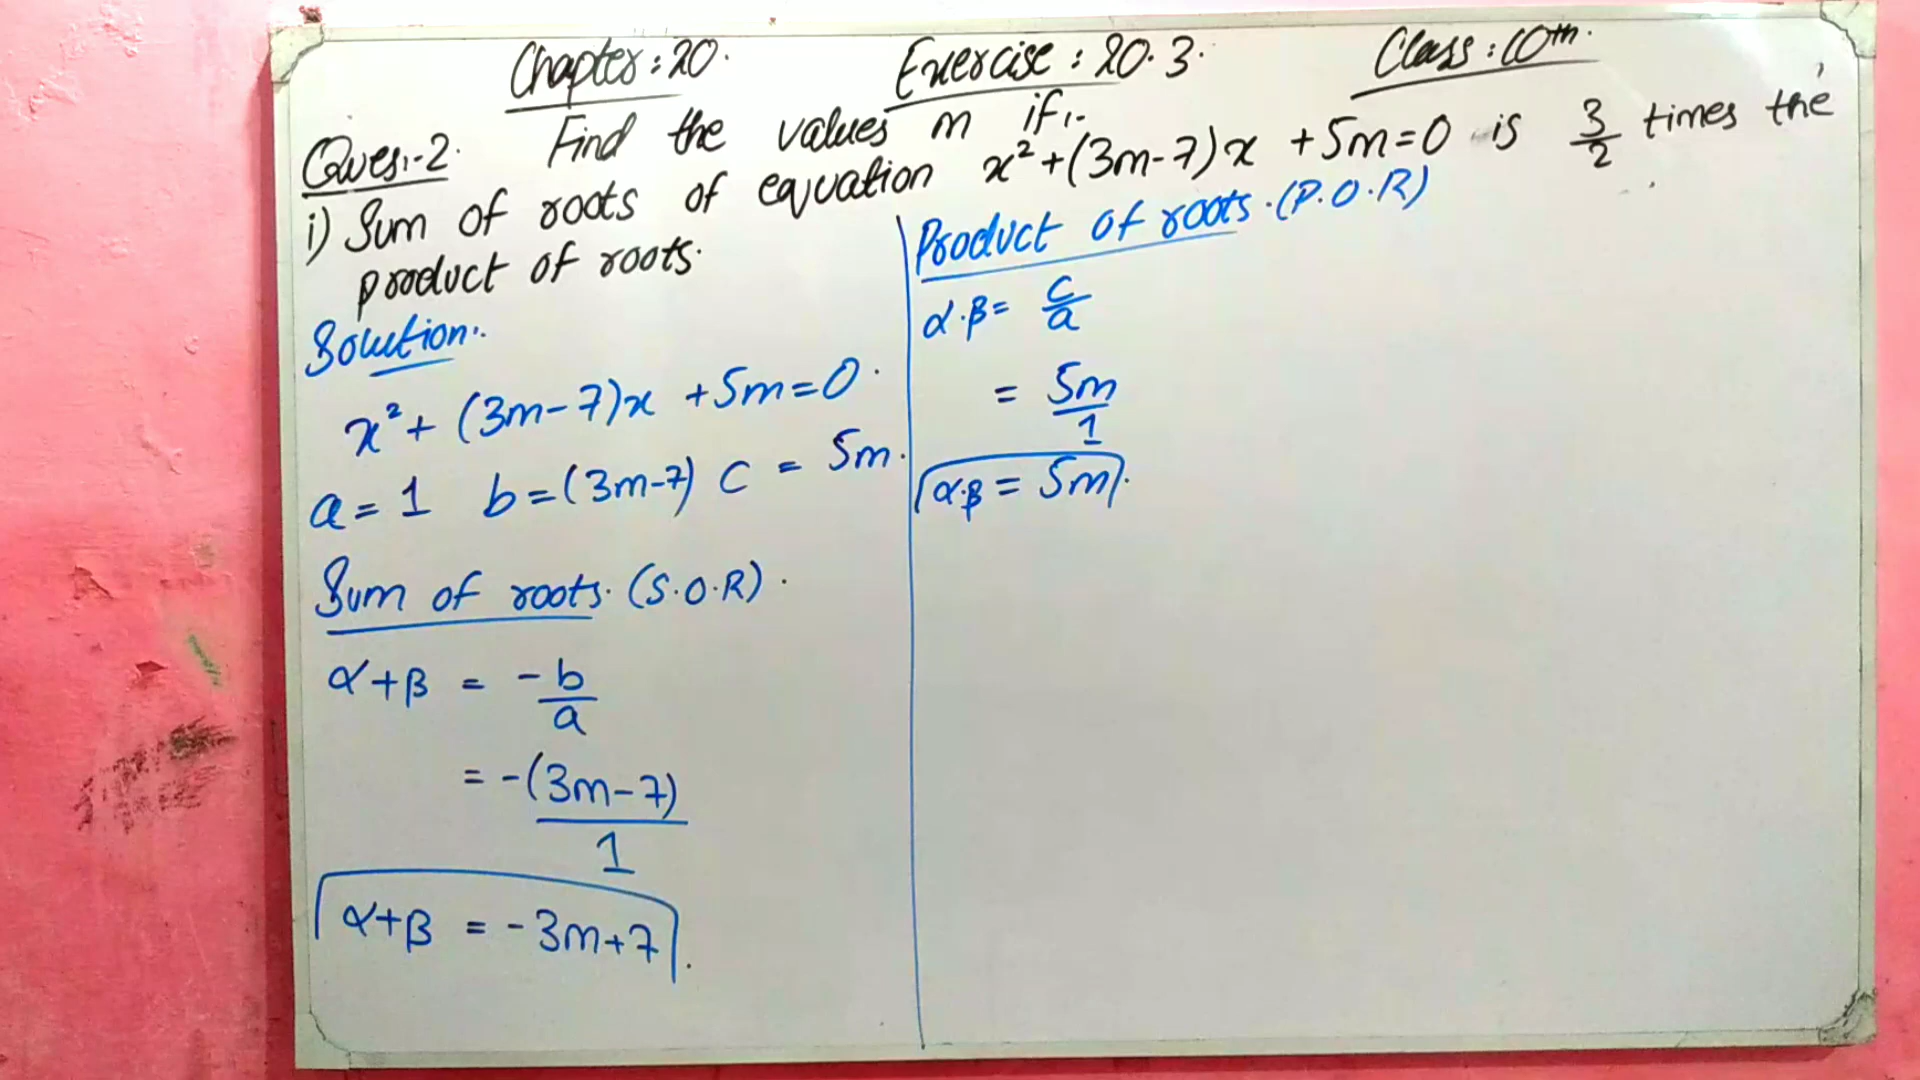 Chapter:20. Exercise:20.3. Class:10th.
Ques:-2. Find the values m if:-
i) Sum of roots of equation x²+(3m-7)x +5m=0 is 3/2 times the
product of roots.
Solution:.
x²+(3m-7)x +5m=0.
a=1 b=(3m-7) c = 5m.
Sum of roots. (S.O.R).
α+β = -b/a
= -(3m-7)/1
α+β = -3m+7.
Product of roots.(P.O.R)
α.β= c/a
= 5m/1
α.β = 5m.